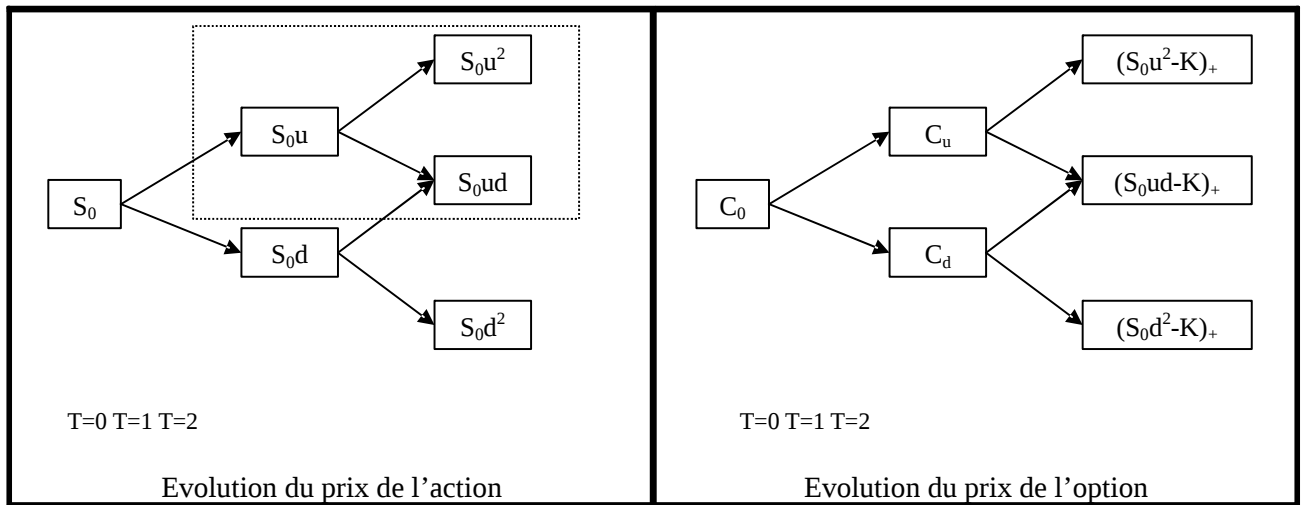 S₀
S₀u
S₀d
S₀u²
S₀ud
S₀d²
T=0 T=1 T=2
Evolution du prix de l’action
C₀
Cᵤ
C_d
(S₀u²-K)₊
(S₀ud-K)₊
(S₀d²-K)₊
T=0 T=1 T=2
Evolution du prix de l’option